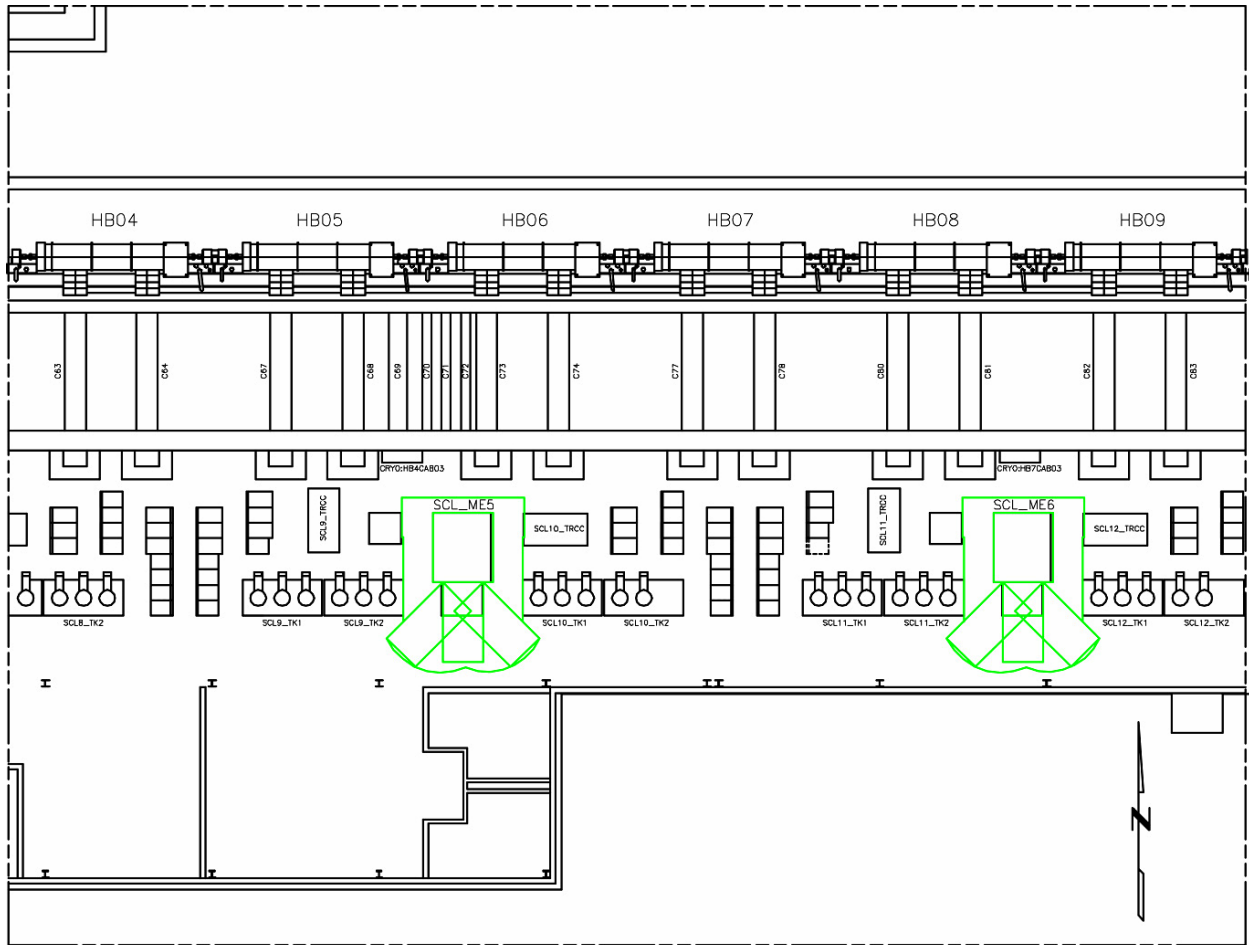 HB04 HB05 HB06 HB07 HB08 HB09
C63 C64 C67 C68 C69 C70 C71 C72 C73 C74 C77 C78 C80 C81 C82 C83
CRYO:HB4CAB03 CRYO:HB7CAB03
SCL_ME5 SCL_ME6
SCL9_TRCC SCL10_TRCC SCL11_TRCC SCL12_TRCC
SCL8_TK2 SCL9_TK1 SCL9_TK2 SCL10_TK1 SCL10_TK2 SCL11_TK1 SCL11_TK2 SCL12_TK1 SCL12_TK2
N